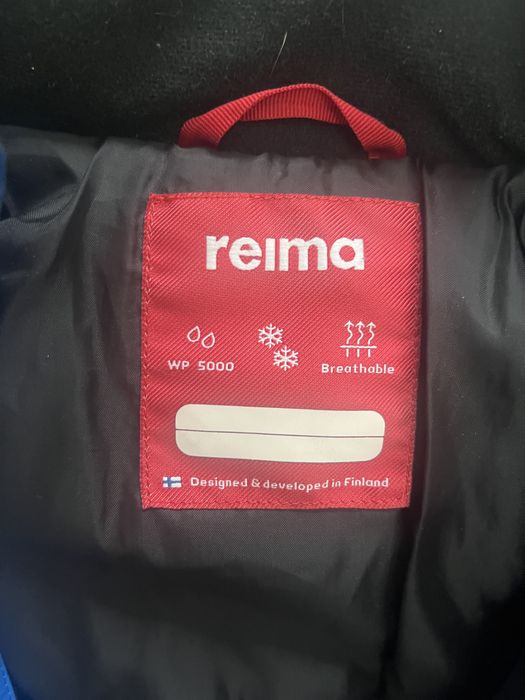 reima
WP 5000
Breathable
Designed & developed in Finland